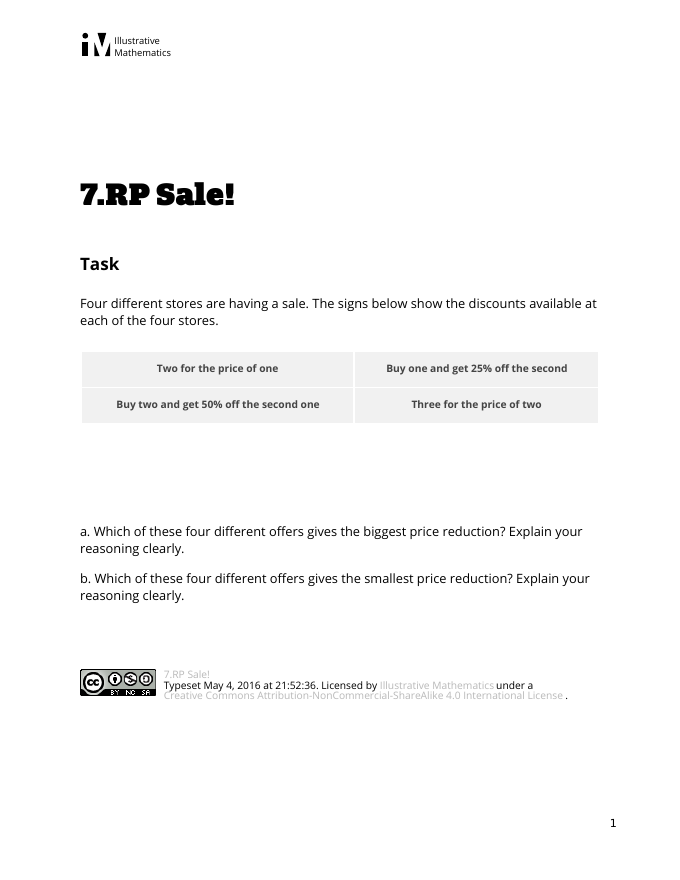 Illustrative
Mathematics
7.RP Sale!
Task
Four different stores are having a sale. The signs below show the discounts available at
each of the four stores.
Two for the price of one
Buy one and get 25% off the second
Buy two and get 50% off the second one
Three for the price of two
a. Which of these four different offers gives the biggest price reduction? Explain your
reasoning clearly.
b. Which of these four different offers gives the smallest price reduction? Explain your
reasoning clearly.
cc BY NC SA
7.RP Sale!
Typeset May 4, 2016 at 21:52:36. Licensed by Illustrative Mathematics under a
Creative Commons Attribution-NonCommercial-ShareAlike 4.0 International License .
1